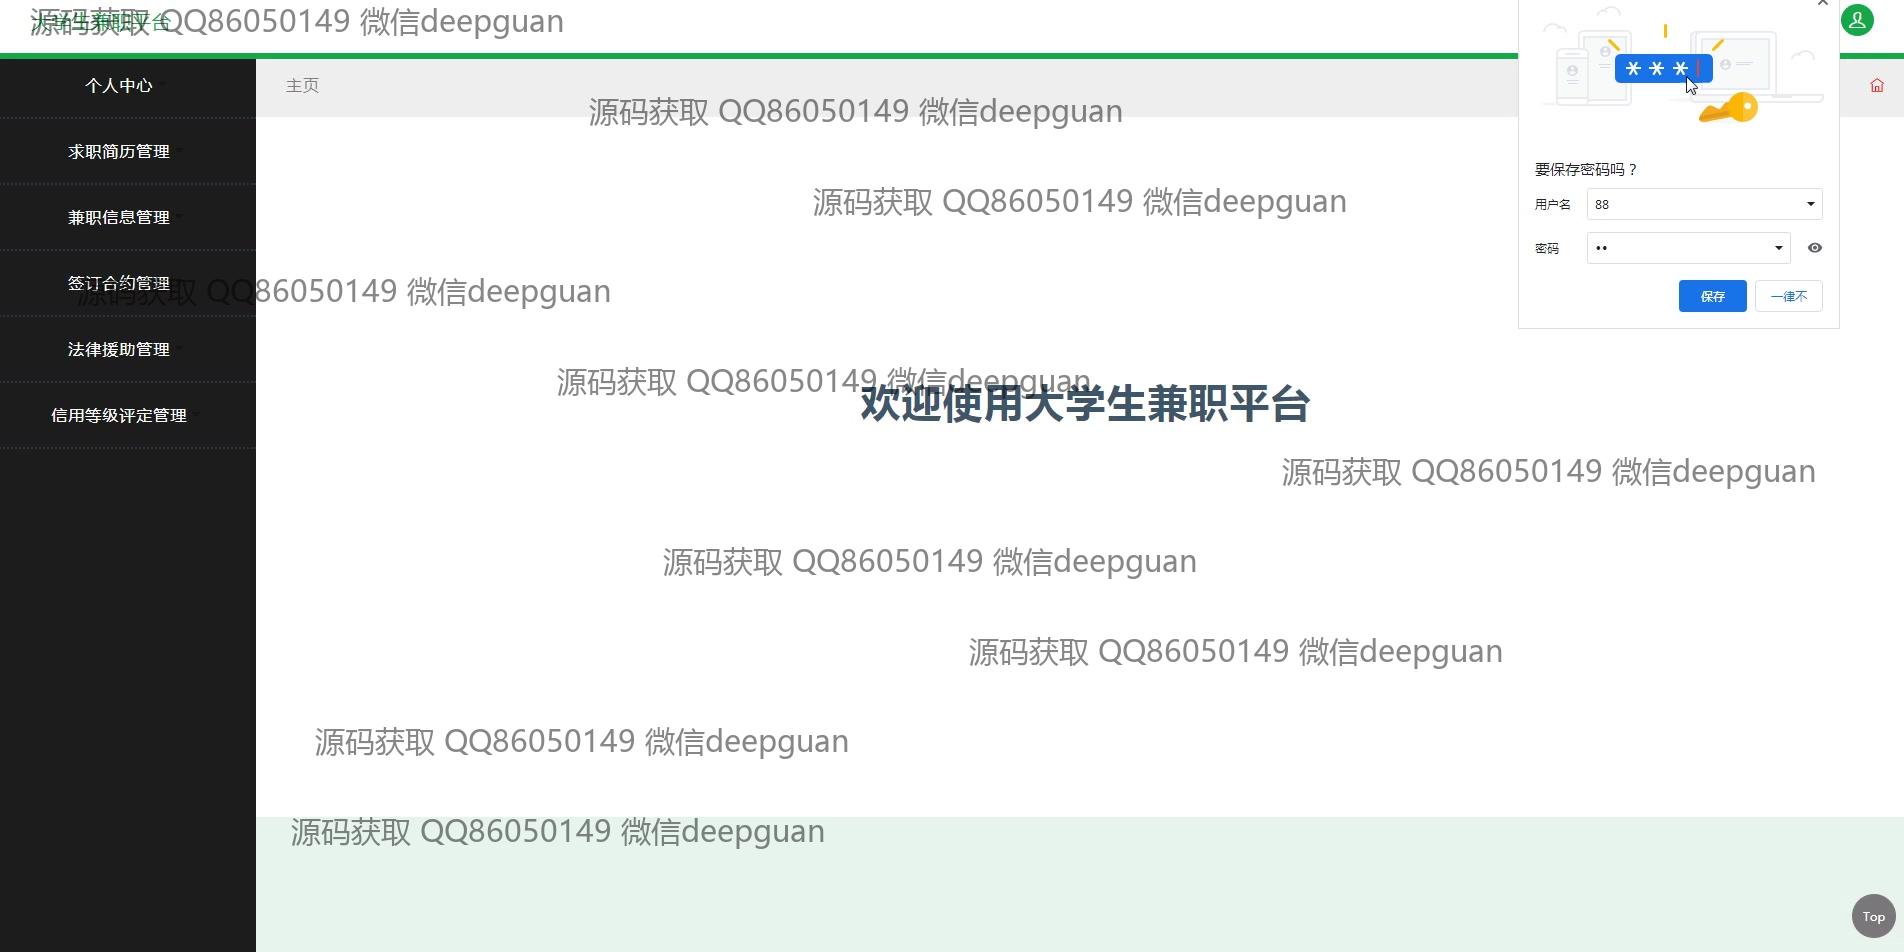 大学生兼职平台
源码获取 QQ86050149 微信deepguan
个人中心
主页
源码获取 QQ86050149 微信deepguan
求职简历管理
要保存密码吗？
用户名 88
源码获取 QQ86050149 微信deepguan
兼职信息管理
密码 ••
签订合约管理
源码获取 QQ86050149 微信deepguan
保存 一律不
法律援助管理
源码获取 QQ86050149 微信deepguan
欢迎使用大学生兼职平台
信用等级评定管理
源码获取 QQ86050149 微信deepguan
源码获取 QQ86050149 微信deepguan
源码获取 QQ86050149 微信deepguan
源码获取 QQ86050149 微信deepguan
源码获取 QQ86050149 微信deepguan
Top